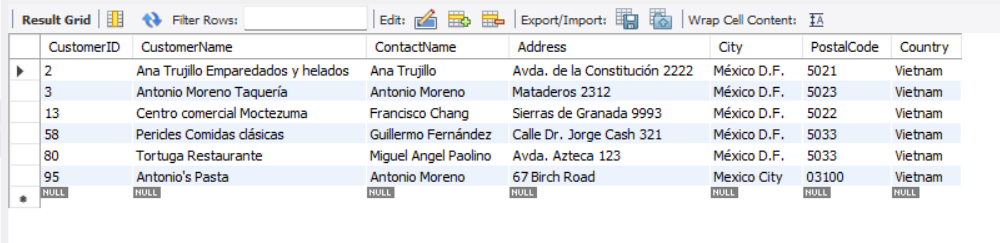 Result Grid Filter Rows: Edit: Export/Import: Wrap Cell Content: IA
CustomerID CustomerName ContactName Address City PostalCode Country
2 Ana Trujillo Emparedados y helados Ana Trujillo Avda. de la Constitución 2222 México D.F. 5021 Vietnam
3 Antonio Moreno Taquería Antonio Moreno Mataderos 2312 México D.F. 5023 Vietnam
13 Centro comercial Moctezuma Francisco Chang Sierras de Granada 9993 México D.F. 5022 Vietnam
58 Pericles Comidas clásicas Guillermo Fernández Calle Dr. Jorge Cash 321 México D.F. 5033 Vietnam
80 Tortuga Restaurante Miguel Angel Paolino Avda. Azteca 123 México D.F. 5033 Vietnam
95 Antonio's Pasta Antonio Moreno 67 Birch Road Mexico City 03100 Vietnam
NULL NULL NULL NULL NULL NULL NULL